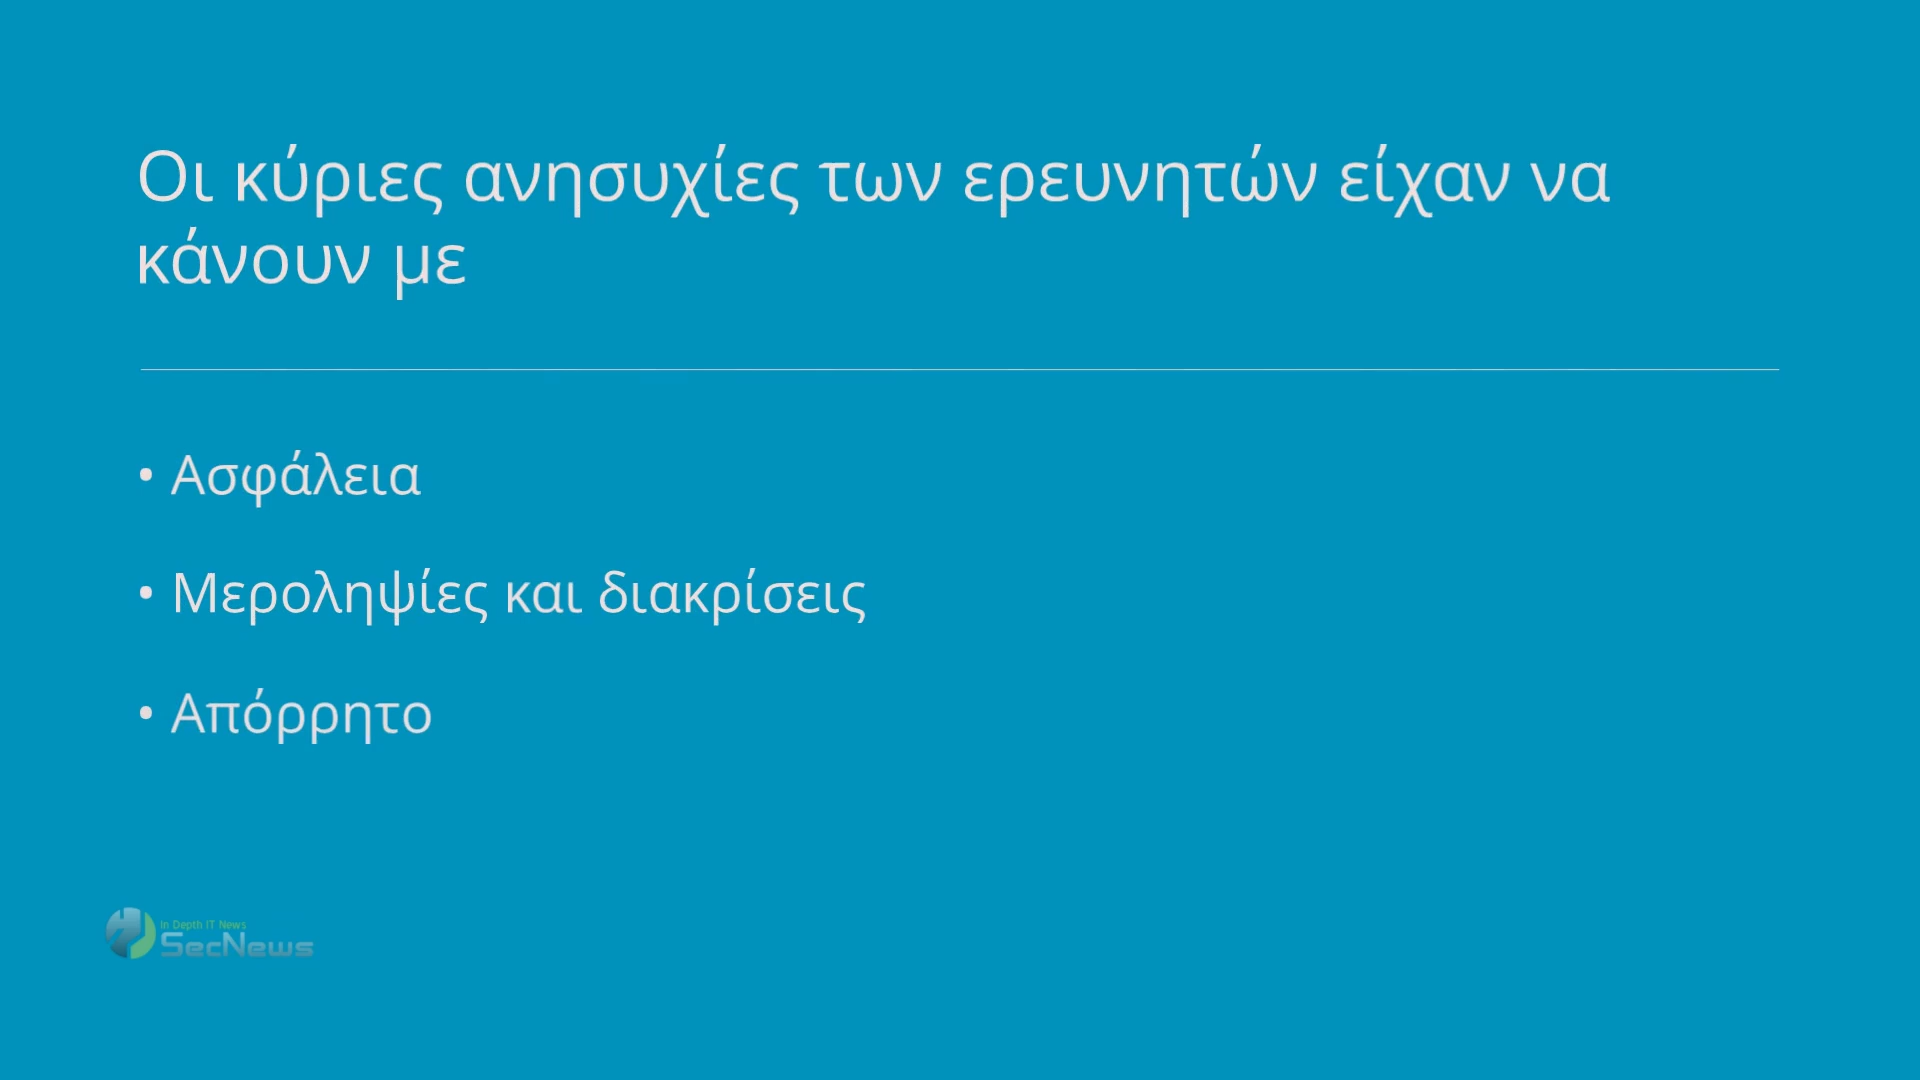 Οι κύριες ανησυχίες των ερευνητών είχαν να
κάνουν με
• Ασφάλεια
• Μεροληψίες και διακρίσεις
• Απόρρητο
In Depth IT News
SecNews